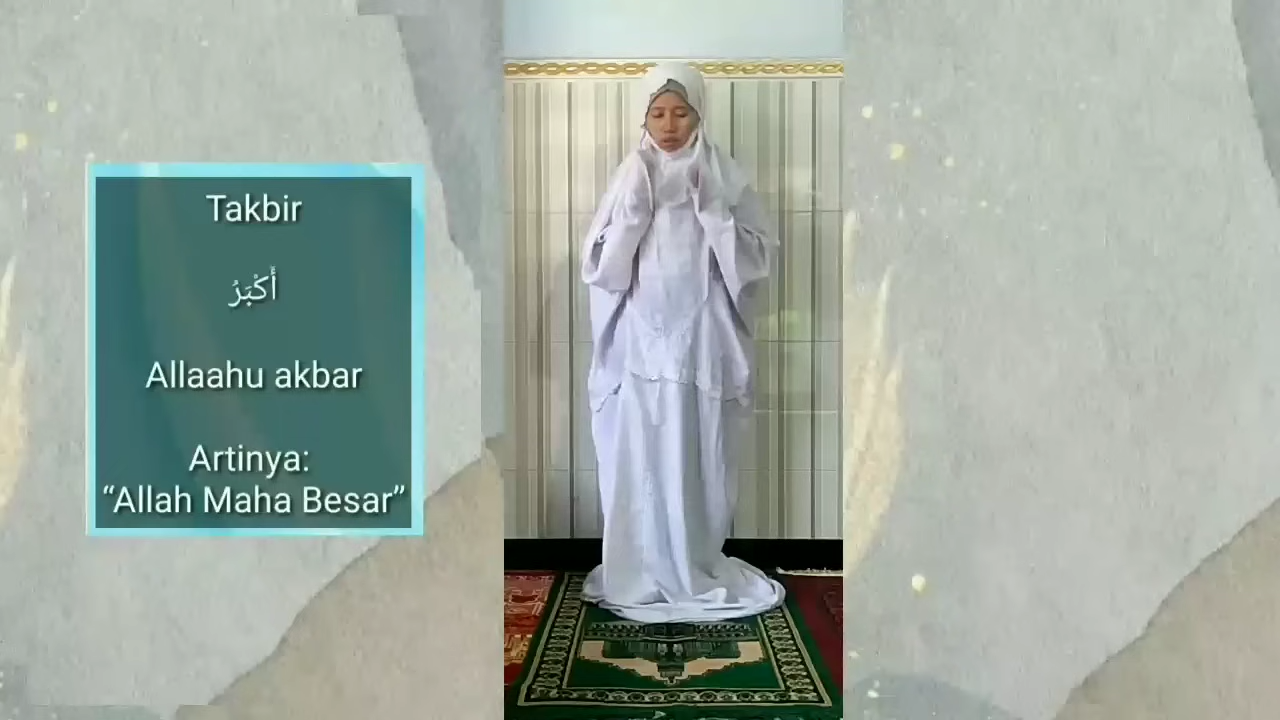 Takbir
أَكْبَرُ
Allaahu akbar
Artinya:
“Allah Maha Besar”